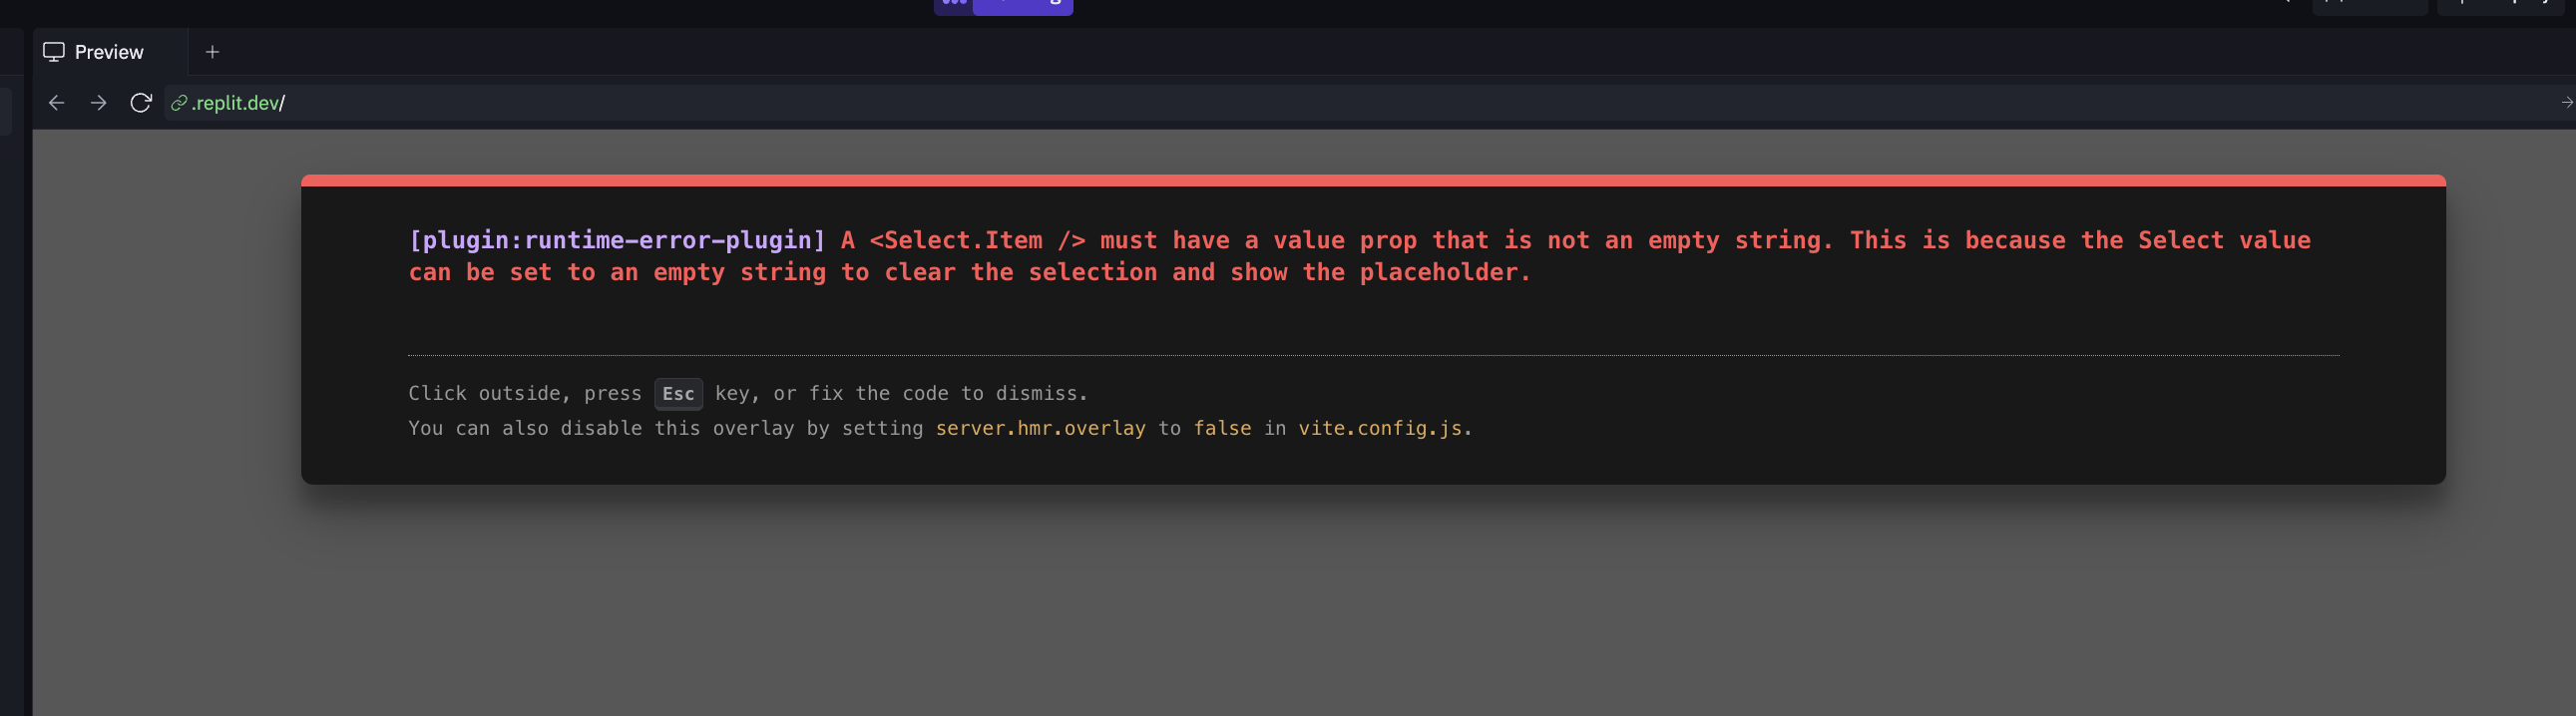 Preview
.replit.dev/
[plugin:runtime-error-plugin] A <Select.Item /> must have a value prop that is not an empty string. This is because the Select value
can be set to an empty string to clear the selection and show the placeholder.
Click outside, press Esc key, or fix the code to dismiss.
You can also disable this overlay by setting server.hmr.overlay to false in vite.config.js.